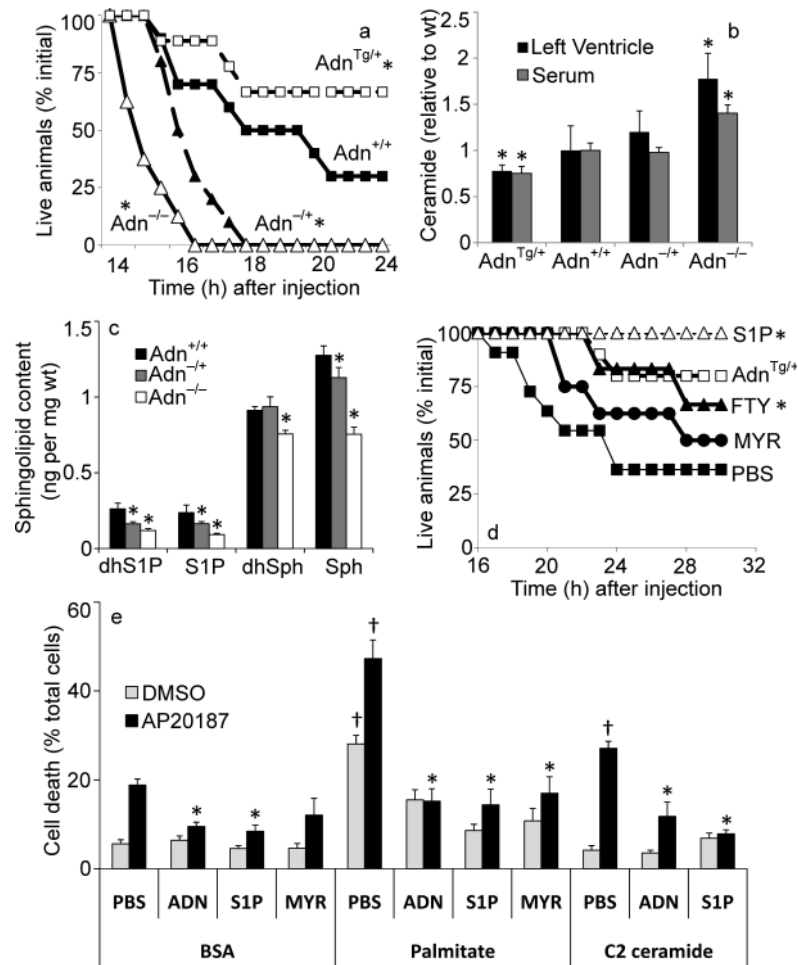 a
Live animals (% initial)
100
75
50
25
0
Adn^Tg/+ *
Adn^+/+
* Adn^−/−
Adn^−/+ *
14 16 18 20 24
Time (h) after injection
b
Ceramide (relative to wt)
2
1.5
1
0.5
0
Left Ventricle
Serum
* * * *
Adn^Tg/+ Adn^+/+ Adn^−/+ Adn^−/−
c
Sphingolipid content
(ng per mg wt)
1.5
1
0.5
0
Adn^+/+
Adn^−/+
Adn^−/−
* * * * * * *
dhS1P S1P dhSph Sph
Live animals (% initial)
100
75
50
25
0
S1P *
Adn^Tg/+
FTY *
MYR
PBS
d
16 20 24 28 32
Time (h) after injection
e
Cell death (% total cells)
60
40
20
0
DMSO
AP20187
* * † † * * * † * *
PBS ADN S1P MYR PBS ADN S1P MYR PBS ADN S1P
BSA Palmitate C2 ceramide